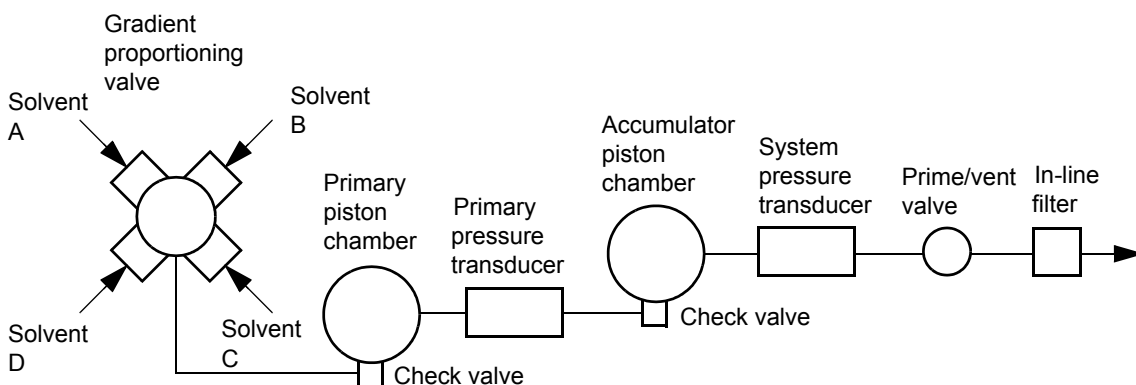 Gradient
proportioning
valve
Solvent
A
Solvent
B
Solvent
D
Solvent
C
Primary
piston
chamber
Check valve
Primary
pressure
transducer
Accumulator
piston
chamber
Check valve
System
pressure
transducer
Prime/vent
valve
In-line
filter